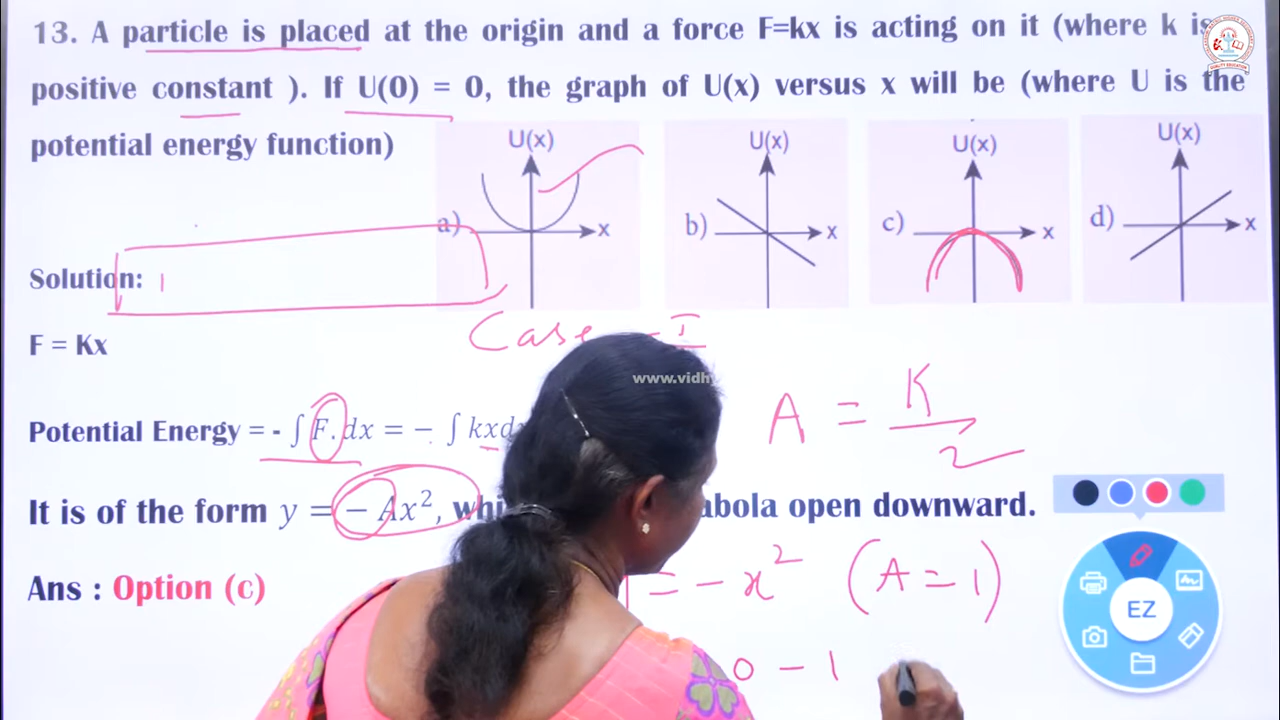 13. A particle is placed at the origin and a force F=kx is acting on it (where k is
positive constant ). If U(0) = 0, the graph of U(x) versus x will be (where U is the
potential energy function)
U(x)
U(x)
U(x)
U(x)
a)
x
b)
x
c)
x
d)
x
Solution:
F = Kx
Case - I
www.vidhy
A = K/2
Potential Energy = - ∫ F. dx = − ∫ kxd
It is of the form y = − Ax², whi
abola open downward.
Ans : Option (c)
= - x² (A = 1)
0 - 1
EZ